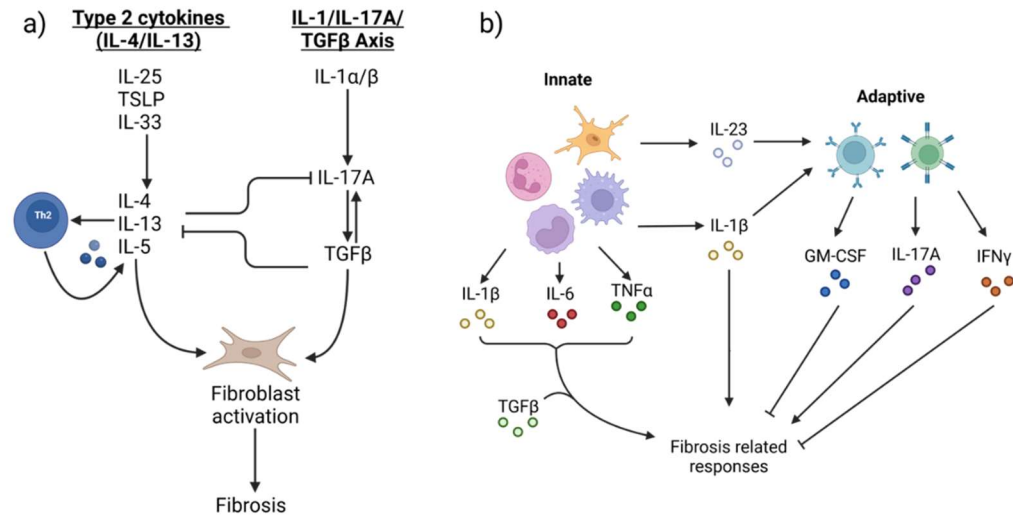 a)
Type 2 cytokines
(IL-4/IL-13)
IL-25
TSLP
IL-33
IL-4
IL-13
IL-5
Th2
IL-1/IL-17A/
TGFβ Axis
IL-1α/β
IL-17A
TGFβ
Fibroblast
activation
Fibrosis
b)
Innate
Adaptive
IL-23
IL-1β
IL-1β
IL-6
TNFα
GM-CSF
IL-17A
IFNγ
TGFβ
Fibrosis related
responses